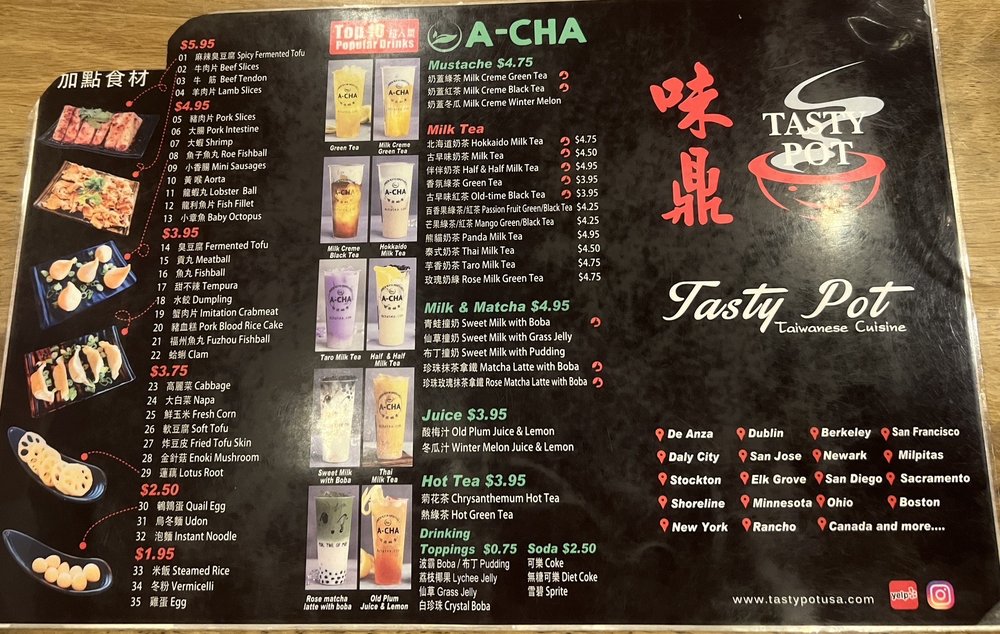 加點食材
$5.95
01 麻辣臭豆腐 Spicy Fermented Tofu
02 牛肉片 Beef Slices
03 牛 筋 Beef Tendon
04 羊肉片 Lamb Slices
$4.95
05 豬肉片 Pork Slices
06 大腸 Pork Intestine
07 大蝦 Shrimp
08 魚子魚丸 Roe Fishball
09 小香腸 Mini Sausages
10 黃 喉 Aorta
11 龍蝦丸 Lobster Ball
12 龍利魚片 Fish Fillet
13 小章魚 Baby Octopus
$3.95
14 臭豆腐 Fermented Tofu
15 貢丸 Meatball
16 魚丸 Fishball
17 甜不辣 Tempura
18 水餃 Dumpling
19 蟹肉片 Imitation Crabmeat
20 豬血糕 Pork Blood Rice Cake
21 福州魚丸 Fuzhou Fishball
22 蛤蜊 Clam
$3.75
23 高麗菜 Cabbage
24 大白菜 Napa
25 鮮玉米 Fresh Corn
26 軟豆腐 Soft Tofu
27 炸豆皮 Fried Tofu Skin
28 金針菇 Enoki Mushroom
29 蓮藕 Lotus Root
$2.50
30 鵪鶉蛋 Quail Egg
31 烏冬麵 Udon
32 泡麵 Instant Noodle
$1.95
33 米飯 Steamed Rice
34 冬粉 Vermicelli
35 雞蛋 Egg
Top 10 超人氣
Popular Drinks
A-CHA
A-CHA
Green Tea
Milk Creme
Green Tea
Milk Creme
Black Tea
A-CHA
Hokkaido
Milk Tea
A-CHA
Taro Milk Tea
Half & Half
Milk Tea
A-CHA
Sweet Milk
with Boba
Thai
Milk Tea
A-CHA
Rose matcha
latte with boba
Old Plum
Juice & Lemon
A-CHA
Mustache $4.75
奶蓋綠茶 Milk Creme Green Tea
奶蓋紅茶 Milk Creme Black Tea
奶蓋冬瓜 Milk Creme Winter Melon
Milk Tea
北海道奶茶 Hokkaido Milk Tea $4.75
古早味奶茶 Milk Tea $4.50
伴伴奶茶 Half & Half Milk Tea $4.95
香氛綠茶 Green Tea $3.95
古早味紅茶 Old-time Black Tea $3.95
百香果綠茶/紅茶 Passion Fruit Green/Black Tea $4.25
芒果綠茶/紅茶 Mango Green/Black Tea $4.25
熊貓奶茶 Panda Milk Tea $4.95
泰式奶茶 Thai Milk Tea $4.50
芋香奶茶 Taro Milk Tea $4.75
玫瑰奶綠 Rose Milk Green Tea $4.75
Milk & Matcha $4.95
青蛙撞奶 Sweet Milk with Boba
仙草撞奶 Sweet Milk with Grass Jelly
布丁撞奶 Sweet Milk with Pudding
珍珠抹茶拿鐵 Matcha Latte with Boba
珍珠玫瑰抹茶拿鐵 Rose Matcha Latte with Boba
Juice $3.95
酸梅汁 Old Plum Juice & Lemon
冬瓜汁 Winter Melon Juice & Lemon
Hot Tea $3.95
菊花茶 Chrysanthemum Hot Tea
熱綠茶 Hot Green Tea
Drinking
Toppings $0.75
波霸 Boba / 布丁 Pudding
荔枝椰果 Lychee Jelly
仙草 Grass Jelly
白珍珠 Crystal Boba
Soda $2.50
可樂 Coke
無糖可樂 Diet Coke
雪碧 Sprite
味鼎
TASTY
POT
Tasty Pot
Taiwanese Cuisine
De Anza Dublin Berkeley San Francisco
Daly City San Jose Newark Milpitas
Stockton Elk Grove San Diego Sacramento
Shoreline Minnesota Ohio Boston
New York Rancho Canada and more....
www.tastypotusa.com
yelp